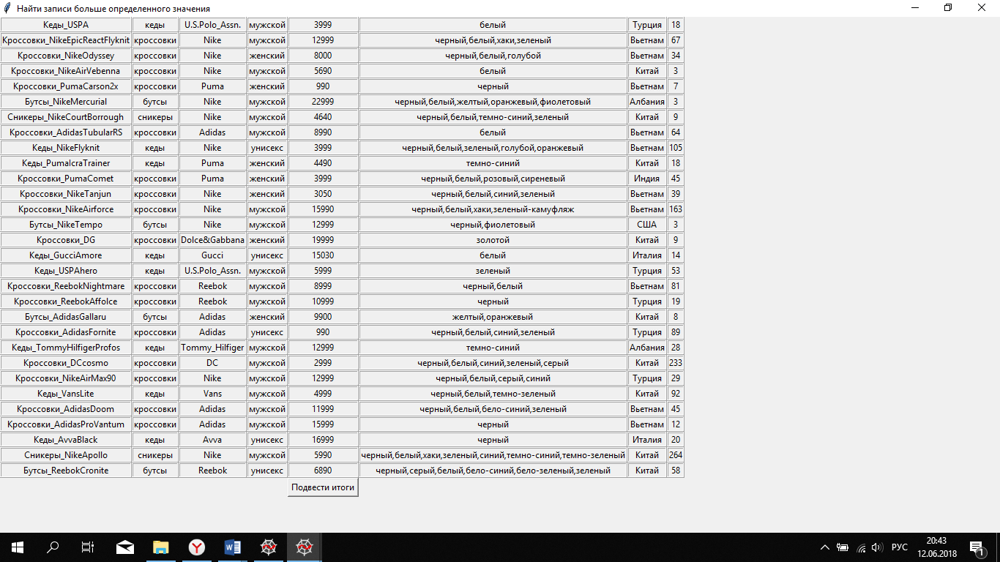 Найти записи больше определенного значения
Кеды_USPA кеды U.S.Polo_Assn. мужской 3999 белый Турция 18
Кроссовки_NikeEpicReactFlyknit кроссовки Nike мужской 12999 черный,белый,хаки,зеленый Вьетнам 67
Кроссовки_NikeOdyssey кроссовки Nike женский 8000 черный,белый,голубой Вьетнам 34
Кроссовки_NikeAirVebenna кроссовки Nike мужской 5690 белый Китай 3
Кроссовки_PumaCarson2x кроссовки Puma женский 990 черный Вьетнам 7
Бутсы_NikeMercurial бутсы Nike мужской 22999 черный,белый,желтый,оранжевый,фиолетовый Албания 3
Сникеры_NikeCourtBorrough сникеры Nike мужской 4640 черный,белый,темно-синий,зеленый Китай 9
Кроссовки_AdidasTubularRS кроссовки Adidas мужской 8990 белый Вьетнам 64
Кеды_NikeFlyknit кеды Nike унисекс 3999 черный,белый,зеленый,голубой,оранжевый Вьетнам 105
Кеды_PumaIcraTrainer кеды Puma женский 4490 темно-синий Китай 18
Кроссовки_PumaComet кроссовки Puma женский 3999 черный,белый,розовый,сиреневый Индия 45
Кроссовки_NikeTanjun кроссовки Nike женский 3050 черный,белый,синий,зеленый Вьетнам 39
Кроссовки_NikeAirforce кроссовки Nike мужской 15990 черный,белый,хаки,зеленый-камуфляж Вьетнам 163
Бутсы_NikeTempo бутсы Nike мужской 12999 черный,фиолетовый США 3
Кроссовки_DG кроссовки Dolce&Gabbana женский 19999 золотой Китай 9
Кеды_GucciAmore кеды Gucci унисекс 15030 белый Италия 14
Кеды_USPAhero кеды U.S.Polo_Assn. мужской 5999 зеленый Турция 53
Кроссовки_ReebokNightmare кроссовки Reebok мужской 8999 черный,белый Вьетнам 81
Кроссовки_ReebokAffolce кроссовки Reebok мужской 10999 черный Турция 19
Бутсы_AdidasGallaru бутсы Adidas женский 9900 желтый,оранжевый Китай 8
Кроссовки_AdidasFornite кроссовки Adidas унисекс 990 черный,белый,синий,зеленый Турция 89
Кеды_TommyHilfigerProfos кеды Tommy_Hilfiger мужской 12999 темно-синий Албания 28
Кроссовки_DCcosmo кроссовки DC мужской 2999 черный,белый,синий,зеленый,серый Китай 233
Кроссовки_NikeAirMax90 кроссовки Nike мужской 12999 черный,белый,серый,синий Турция 29
Кеды_VansLite кеды Vans мужской 4999 черный,белый,темно-зеленый Китай 92
Кроссовки_AdidasDoom кроссовки Adidas мужской 11999 черный,белый,бело-синий,зеленый Вьетнам 45
Кроссовки_AdidasProVantum кроссовки Adidas мужской 15999 черный Вьетнам 12
Кеды_AvvaBlack кеды Avva унисекс 16999 черный Италия 20
Сникеры_NikeApollo сникеры Nike мужской 5990 черный,белый,хаки,зеленый,синий,темно-синий,темно-зеленый Китай 264
Бутсы_ReebokCronite бутсы Reebok унисекс 6890 черный,серый,белый,бело-синий,бело-зеленый,зеленый Китай 58
Подвести итоги
РУС
20:43
12.06.2018
1